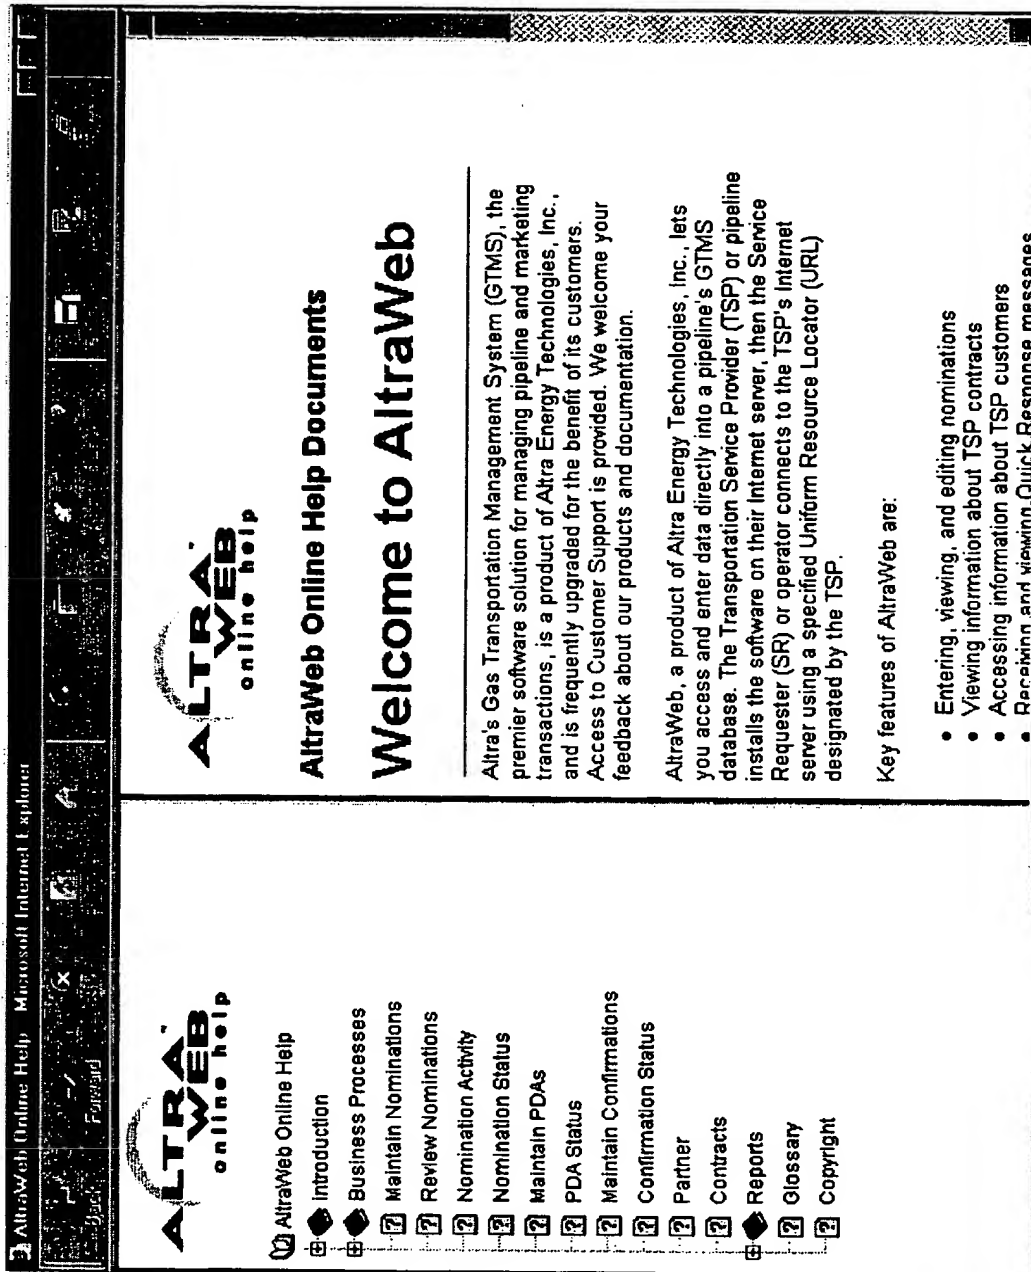 AltraWeb Online Help Microsoft Internet Explorer
Forward
ALTRA
WEB
online help
AltraWeb Online Help
Introduction
Business Processes
Maintain Nominations
Review Nominations
Nomination Activity
Nomination Status
Maintain PDAs
PDA Status
Maintain Confirmations
Confirmation Status
Partner
Contracts
Reports
Glossary
Copyright
ALTRA
WEB
online help
AltraWeb Online Help Documents
Welcome to AltraWeb
Altra's Gas Transportation Management System (GTMS), the
premier software solution for managing pipeline and marketing
transactions, is a product of Altra Energy Technologies, Inc.,
and is frequently upgraded for the benefit of its customers.
Access to Customer Support is provided. We welcome your
feedback about our products and documentation.
AltraWeb, a product of Altra Energy Technologies, Inc., lets
you access and enter data directly into a pipeline's GTMS
database. The Transportation Service Provider (TSP) or pipeline
installs the software on their Internet server, then the Service
Requester (SR) or operator connects to the TSP's Internet
server using a specified Uniform Resource Locator (URL)
designated by the TSP.
Key features of AltraWeb are:
• Entering, viewing, and editing nominations
• Viewing information about TSP contracts
• Accessing information about TSP customers
• Receiving and viewing Quick Response messages